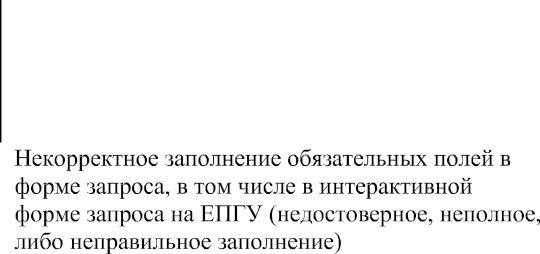 Некорректное заполнение обязательных полей в
форме запроса, в том числе в интерактивной
форме запроса на ЕПГУ (недостоверное, неполное,
либо неправильное заполнение)